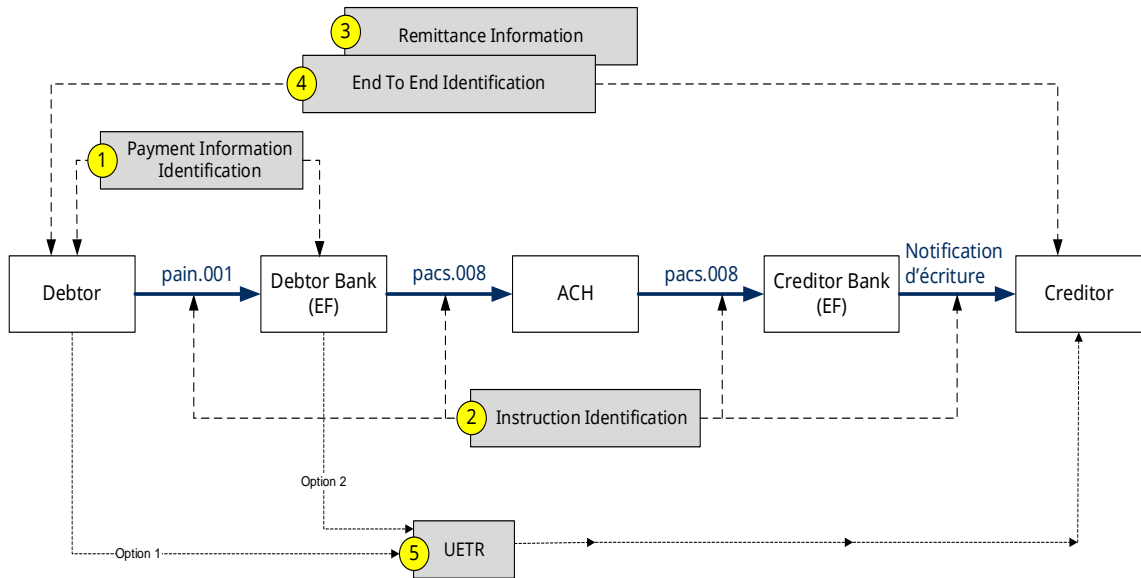 3
Remittance Information
4
End To End Identification
1
Payment Information
Identification
Debtor
pain.001
Debtor Bank
(EF)
pacs.008
ACH
pacs.008
Creditor Bank
(EF)
Notification
d’écriture
Creditor
2
Instruction Identification
Option 2
Option 1
5
UETR